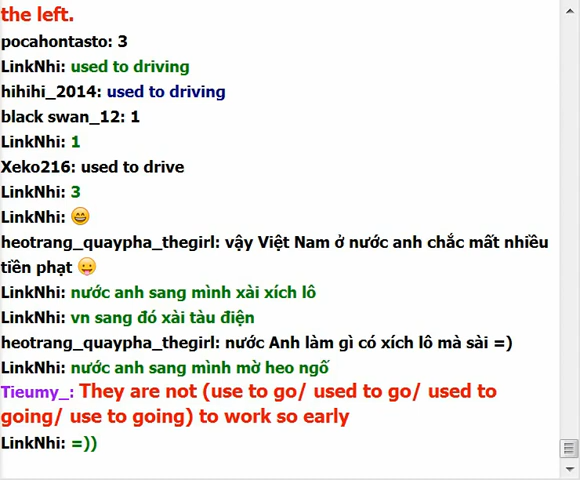 the left.
pocahontasto: 3
LinkNhi: used to driving
hihihi_2014: used to driving
black swan_12: 1
LinkNhi: 1
Xeko216: used to drive
LinkNhi: 3
LinkNhi: 😄
heotrang_quaypha_thegirl: vậy Việt Nam ở nước anh chắc mất nhiều
tiền phạt 😛
LinkNhi: nước anh sang mình xài xích lô
LinkNhi: vn sang đó xài tàu điện
heotrang_quaypha_thegirl: nước Anh làm gì có xích lô mà sài =)
LinkNhi: nước anh sang mình mờ heo ngố
Tieumy_: They are not (use to go/ used to go/ used to
going/ use to going) to work so early
LinkNhi: =))